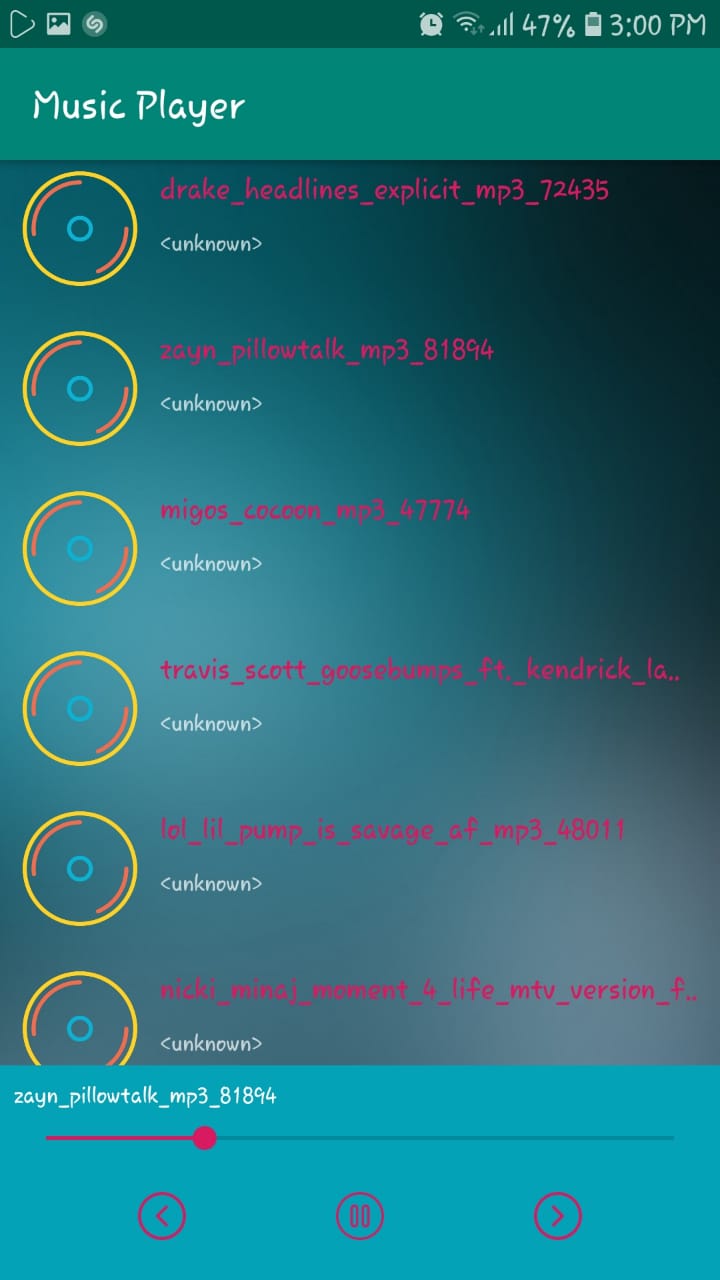 47% 3:00 PM
Music Player
drake_headlines_explicit_mp3_72435
<unknown>
zayn_pillowtalk_mp3_81894
<unknown>
migos_cocoon_mp3_47774
<unknown>
travis_scott_goosebumps_ft._kendrick_la..
<unknown>
lol_lil_pump_is_savage_af_mp3_48011
<unknown>
nicki_minaj_moment_4_life_mtv_version_f..
<unknown>
zayn_pillowtalk_mp3_81894